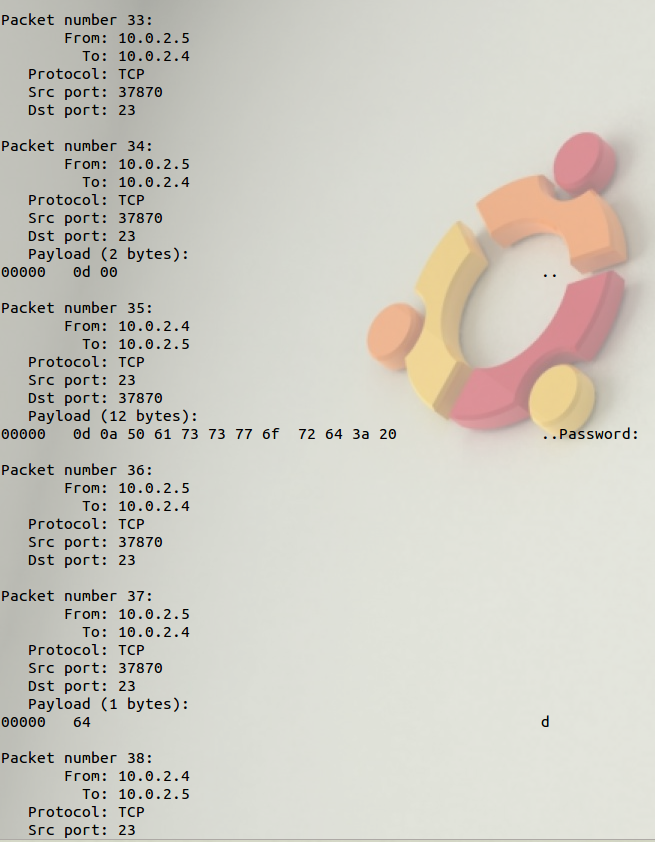 Packet number 33:
From: 10.0.2.5
To: 10.0.2.4
Protocol: TCP
Src port: 37870
Dst port: 23
Packet number 34:
From: 10.0.2.5
To: 10.0.2.4
Protocol: TCP
Src port: 37870
Dst port: 23
Payload (2 bytes):
00000 0d 00 ..
Packet number 35:
From: 10.0.2.4
To: 10.0.2.5
Protocol: TCP
Src port: 23
Dst port: 37870
Payload (12 bytes):
00000 0d 0a 50 61 73 73 77 6f 72 64 3a 20 ..Password:
Packet number 36:
From: 10.0.2.5
To: 10.0.2.4
Protocol: TCP
Src port: 37870
Dst port: 23
Packet number 37:
From: 10.0.2.5
To: 10.0.2.4
Protocol: TCP
Src port: 37870
Dst port: 23
Payload (1 bytes):
00000 64 d
Packet number 38:
From: 10.0.2.4
To: 10.0.2.5
Protocol: TCP
Src port: 23